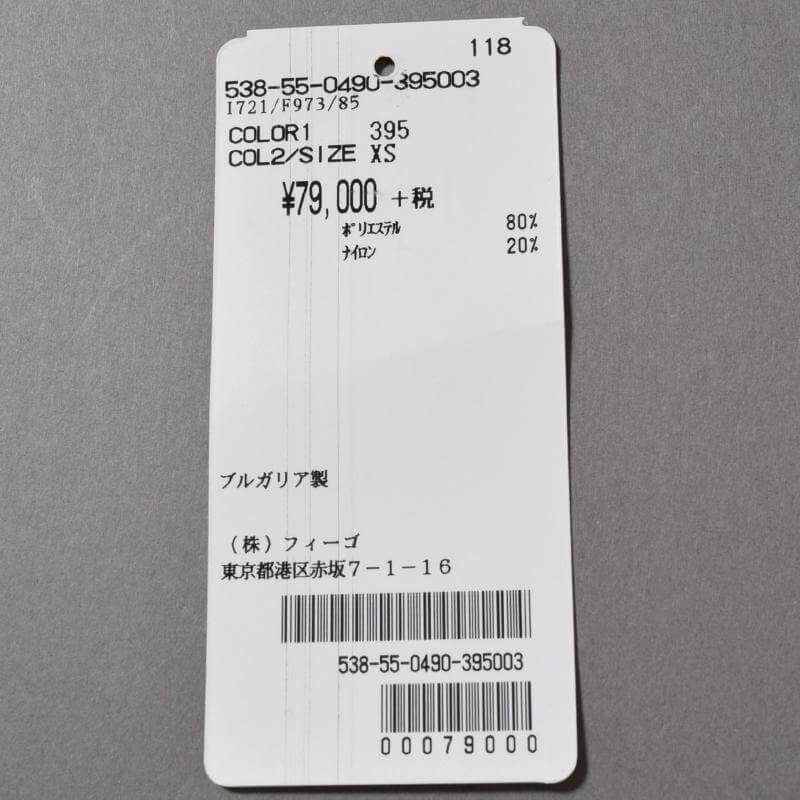 118
538-55-0490-395003
I721/F973/85
COLOR1 395
COL2/SIZE XS
¥79,000 +税
ポリエステル 80%
ナイロン 20%
ブルガリア製
(株)フィーゴ
東京都港区赤坂7-1-16
538-55-0490-395003
00079000